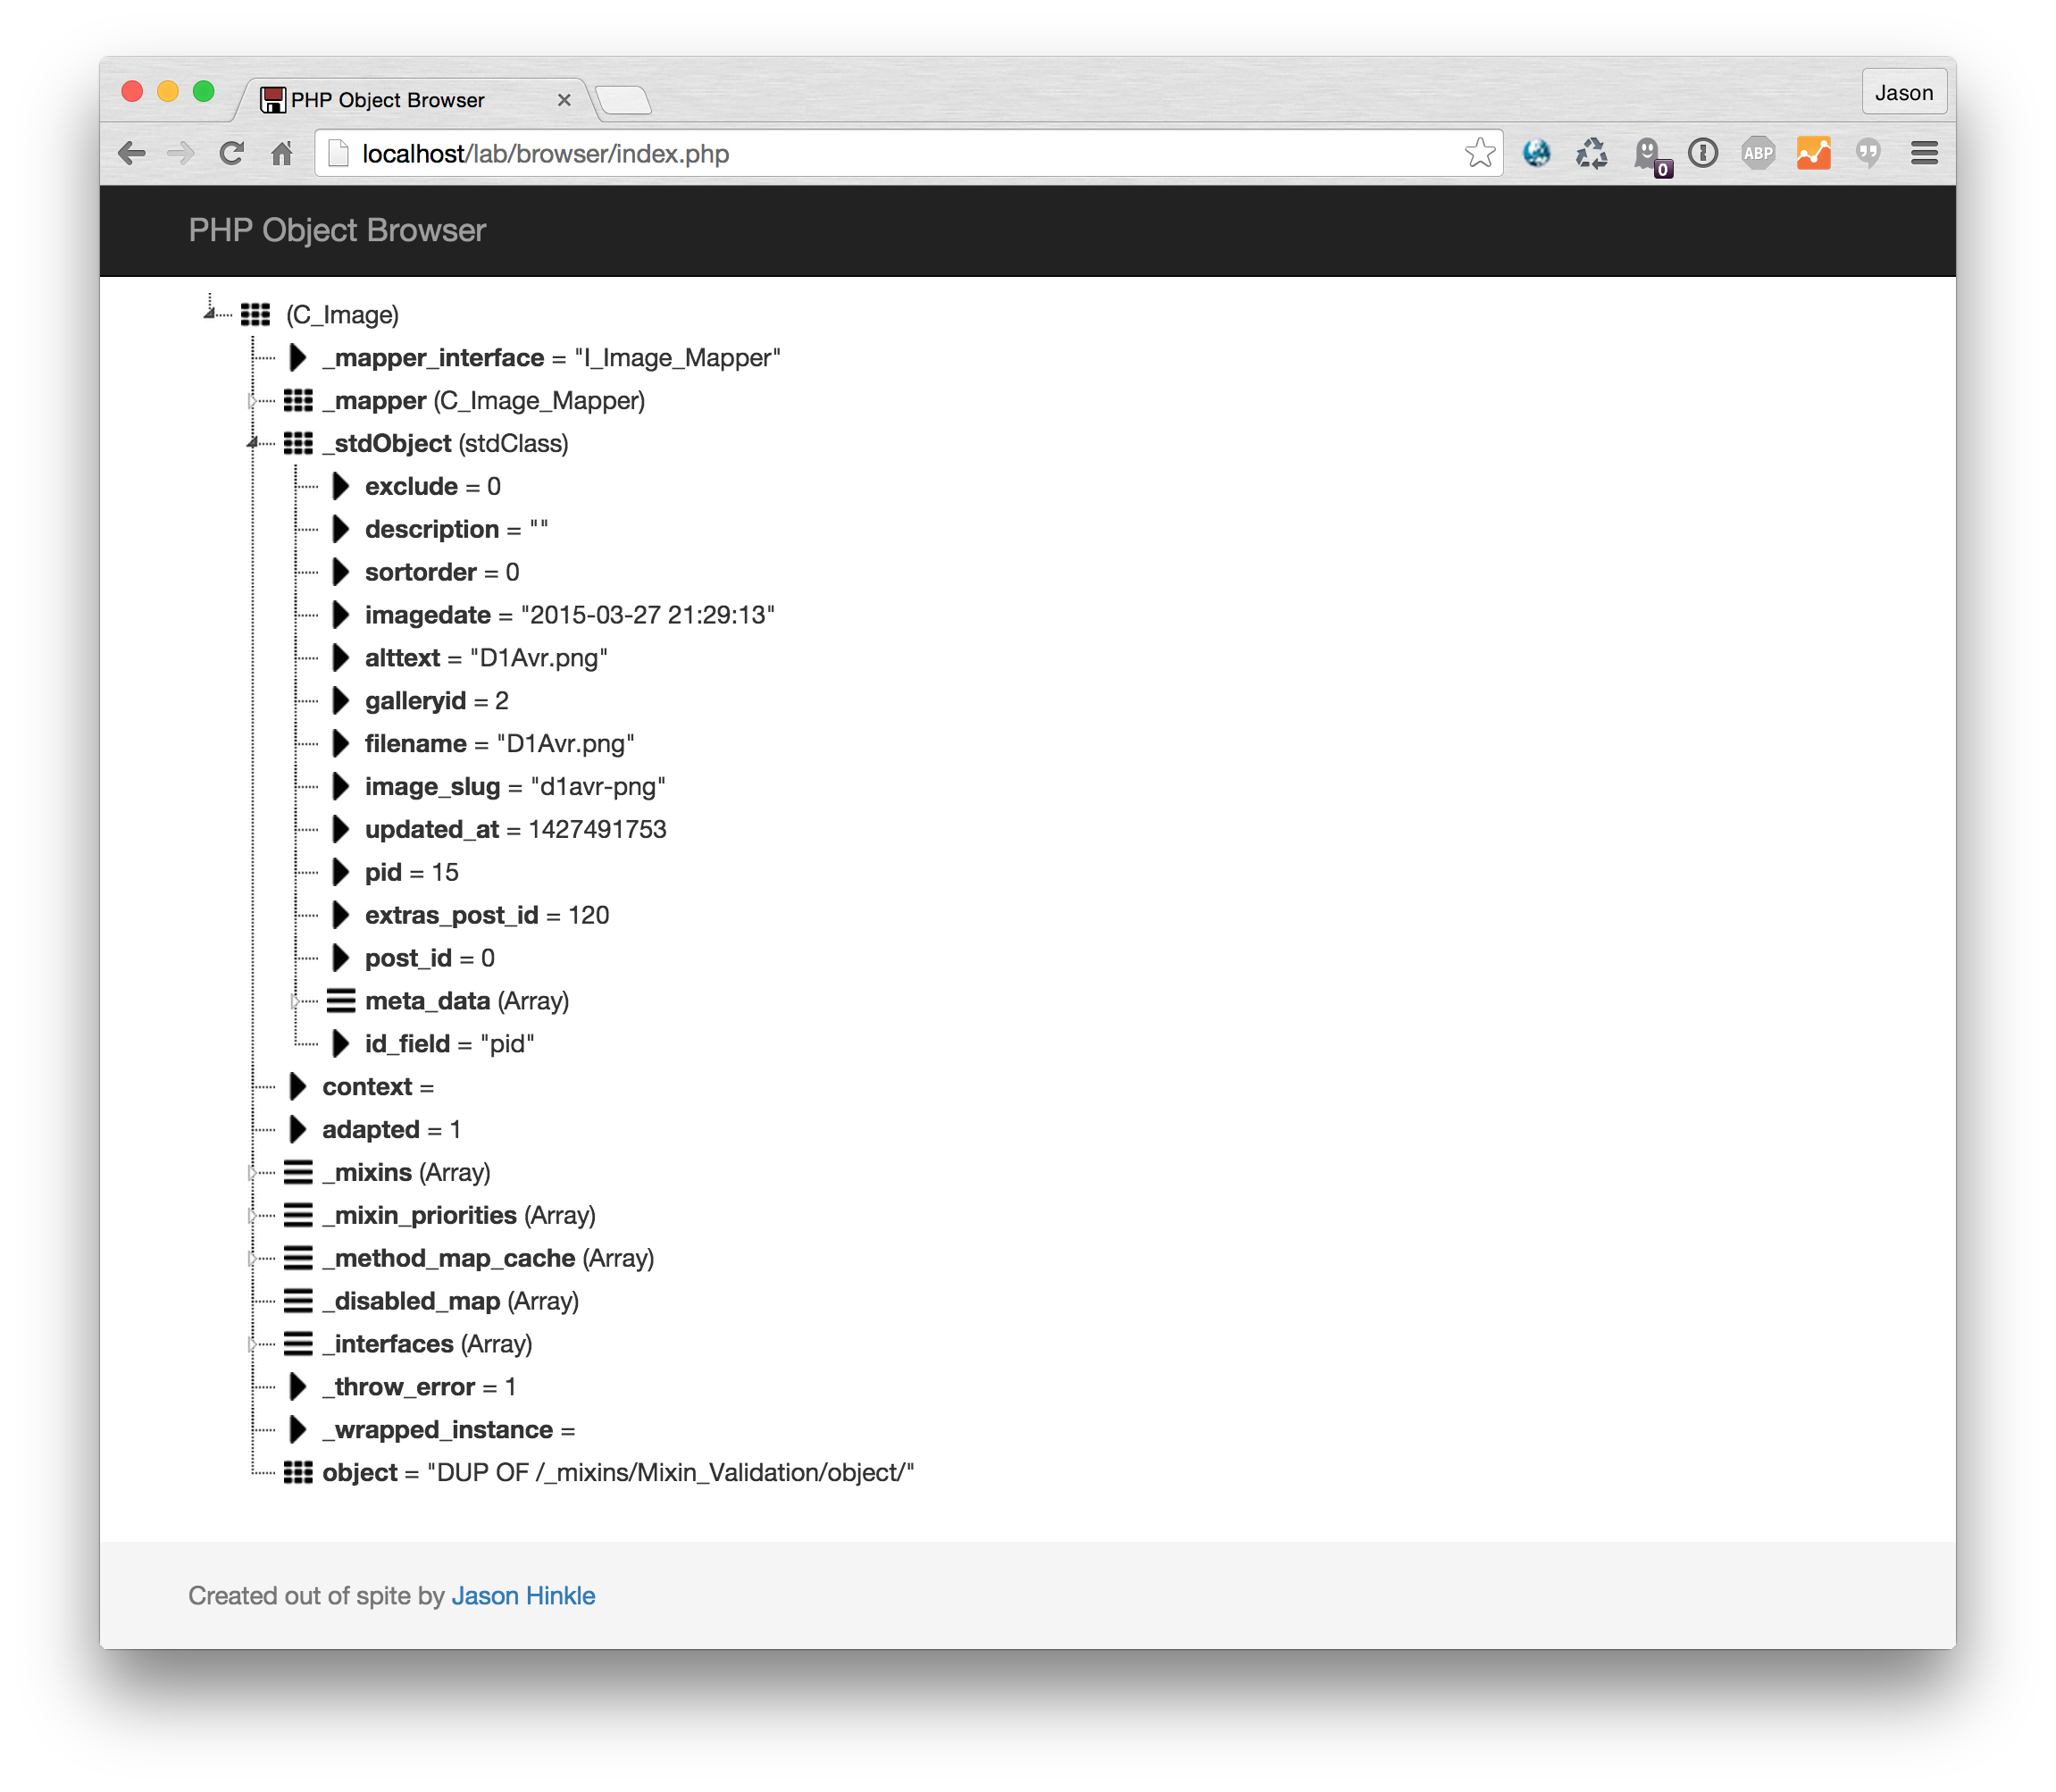 PHP Object Browser
Jason
localhost/lab/browser/index.php
0
ABP
PHP Object Browser
(C_Image)
_mapper_interface = "I_Image_Mapper"
_mapper (C_Image_Mapper)
_stdObject (stdClass)
exclude = 0
description = ""
sortorder = 0
imagedate = "2015-03-27 21:29:13"
alttext = "D1Avr.png"
galleryid = 2
filename = "D1Avr.png"
image_slug = "d1avr-png"
updated_at = 1427491753
pid = 15
extras_post_id = 120
post_id = 0
meta_data (Array)
id_field = "pid"
context =
adapted = 1
_mixins (Array)
_mixin_priorities (Array)
_method_map_cache (Array)
_disabled_map (Array)
_interfaces (Array)
_throw_error = 1
_wrapped_instance =
object = "DUP OF /_mixins/Mixin_Validation/object/"
Created out of spite by Jason Hinkle